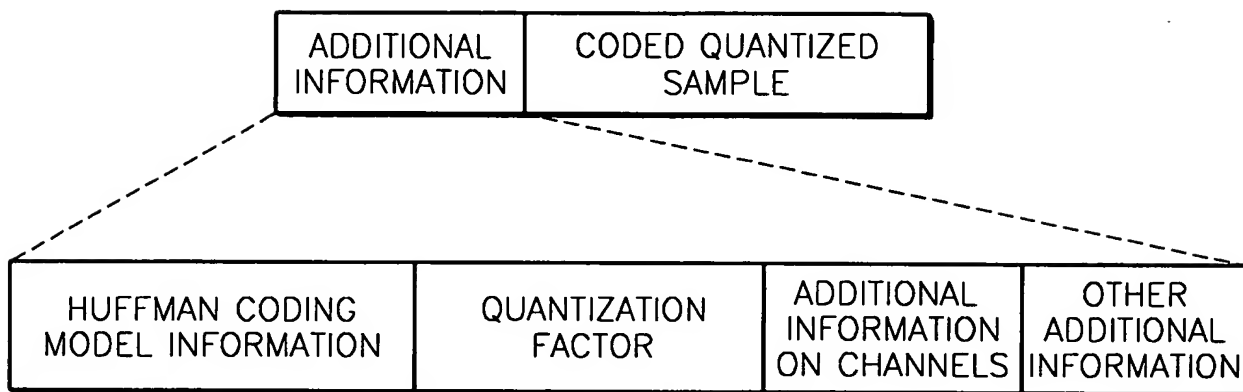 ADDITIONAL
INFORMATION
CODED QUANTIZED
SAMPLE
HUFFMAN CODING
MODEL INFORMATION
QUANTIZATION
FACTOR
ADDITIONAL
INFORMATION
ON CHANNELS
OTHER
ADDITIONAL
INFORMATION